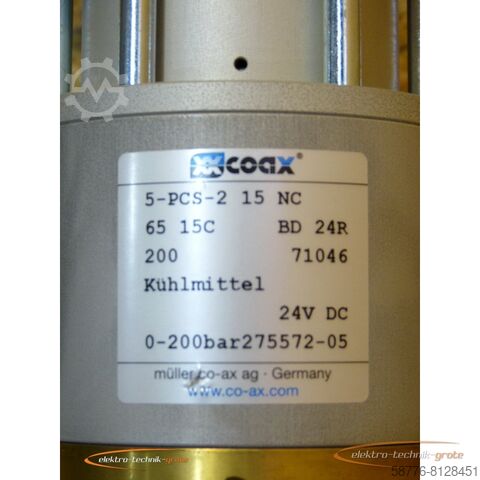 coax®
5-PCS-2 15 NC
65 15C BD 24R
200 71046
Kühlmittel
24V DC
0-200bar275572-05
müller co-ax ag · Germany
www.co-ax.com
elektro-technik-grote
elektro-technik-grote
58776-8128451